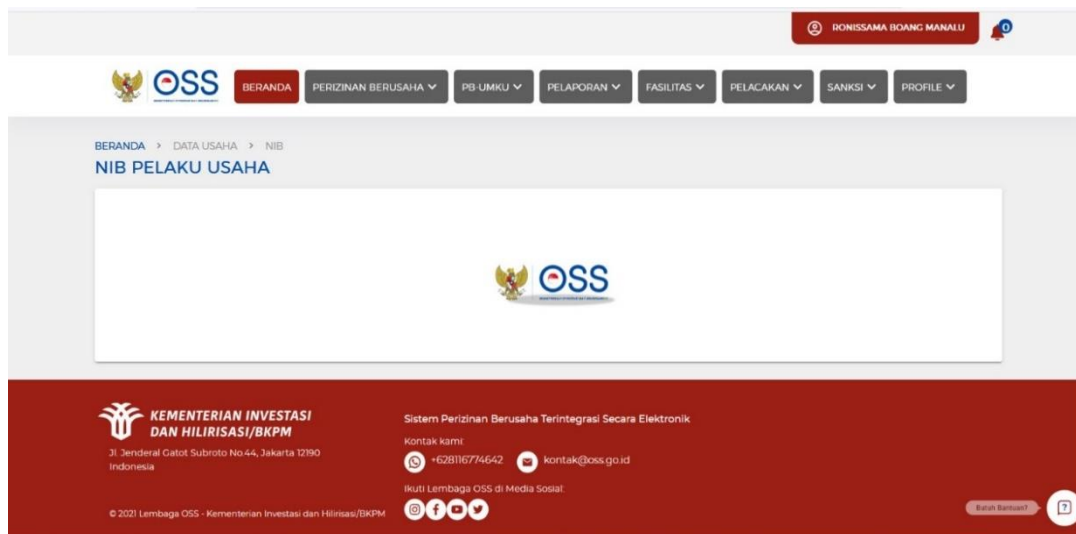 RONISSAMA BOANG MANALU
0
OSS
BERANDA
PERIZINAN BERUSAHA
PB-UMKU
PELAPORAN
FASILITAS
PELACAKAN
SANKSI
PROFILE
BERANDA > DATA USAHA > NIB
NIB PELAKU USAHA
OSS
KEMENTERIAN INVESTASI
DAN HILIRISASI/BKPM
Jl. Jenderal Gatot Subroto No.44, Jakarta 12190
Indonesia
© 2021 Lembaga OSS - Kementerian Investasi dan Hilirisasi/BKPM
Sistem Perizinan Berusaha Terintegrasi Secara Elektronik
Kontak kami:
+628116774642
kontak@oss.go.id
Ikuti Lembaga OSS di Media Sosial:
Butuh Bantuan?